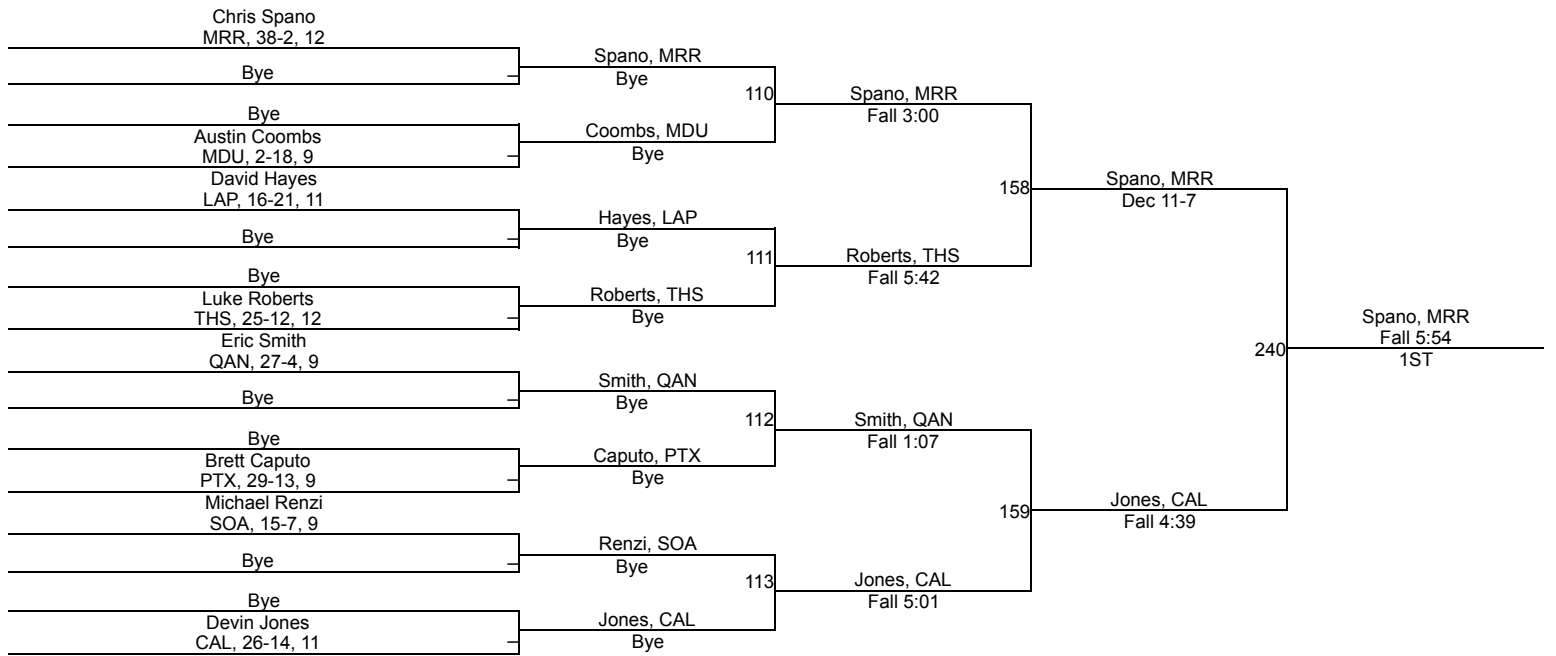 Chris Spano
MRR, 38-2, 12
Bye
Bye
Austin Coombs
MDU, 2-18, 9
David Hayes
LAP, 16-21, 11
Bye
Bye
Luke Roberts
THS, 25-12, 12
Eric Smith
QAN, 27-4, 9
Bye
Bye
Brett Caputo
PTX, 29-13, 9
Michael Renzi
SOA, 15-7, 9
Bye
Bye
Devin Jones
CAL, 26-14, 11
Spano, MRR
Bye
110
Coombs, MDU
Bye
Hayes, LAP
Bye
111
Roberts, THS
Bye
Smith, QAN
Bye
112
Caputo, PTX
Bye
Renzi, SOA
Bye
113
Jones, CAL
Bye
Spano, MRR
Fall 3:00
158
Roberts, THS
Fall 5:42
Smith, QAN
Fall 1:07
159
Jones, CAL
Fall 5:01
Spano, MRR
Dec 11-7
240
Jones, CAL
Fall 4:39
Spano, MRR
Fall 5:54
1ST